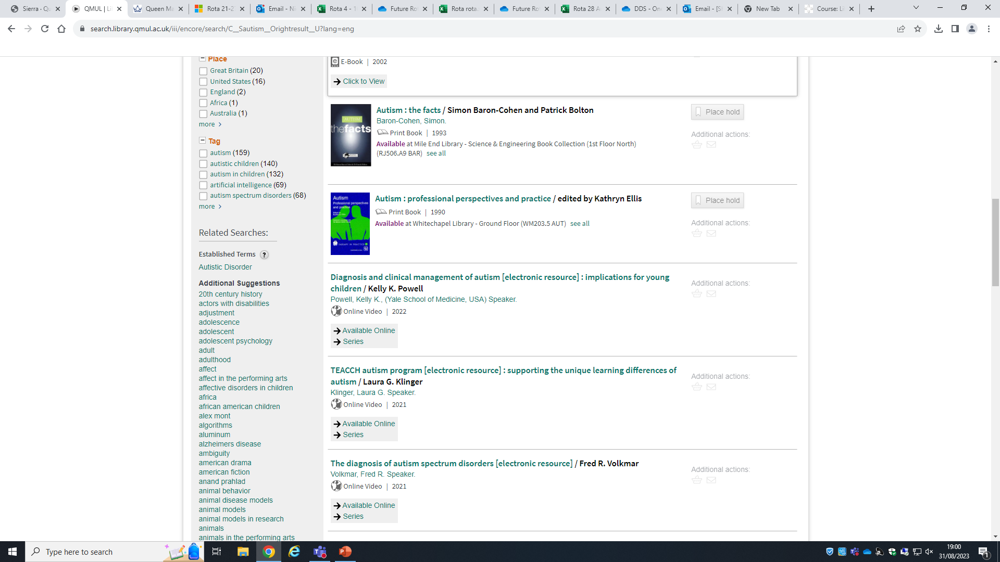 Sierra · Qu
QMUL | Li
Queen Ma
Rota 21-2
Email - Ni
Rota 4 - 1
Future Ro
Rota rota.
Future Ro
Rota 28 A
DDS - One
Email - [S
New Tab
Course: Li
search.library.qmul.ac.uk/iii/encore/search/C__Sautism__Orightresult__U?lang=eng
Place
Great Britain (20)
United States (16)
England (2)
Africa (1)
Australia (1)
more >
Tag
autism (159)
autistic children (140)
autism in children (132)
artificial intelligence (69)
autism spectrum disorders (68)
more >
Related Searches:
Established Terms ?
Autistic Disorder
Additional Suggestions
20th century history
actors with disabilities
adjustment
adolescence
adolescent
adolescent psychology
adult
adulthood
affect
affect in the performing arts
affective disorders in children
africa
african american children
alex mont
algorithms
aluminum
alzheimers disease
ambiguity
american drama
american fiction
anand prahlad
animal behavior
animal disease models
animal models
animal models in research
animals
animals in the performing arts
E-Book | 2002
Click to View
AUTISM
thefacts
Autism : the facts / Simon Baron-Cohen and Patrick Bolton
Baron-Cohen, Simon.
Print Book | 1993
Available at Mile End Library - Science & Engineering Book Collection (1st Floor North)
(RJ506.A9 BAR) see all
Place hold
Additional actions:
Autism
Professional perspectives
and practice
THERAPY IN PRACTICE
Autism : professional perspectives and practice / edited by Kathryn Ellis
Print Book | 1990
Available at Whitechapel Library - Ground Floor (WM203.5 AUT) see all
Place hold
Additional actions:
Diagnosis and clinical management of autism [electronic resource] : implications for young
children / Kelly K. Powell
Powell, Kelly K., (Yale School of Medicine, USA) Speaker.
Online Video | 2022
Available Online
Series
Additional actions:
TEACCH autism program [electronic resource] : supporting the unique learning differences of
autism / Laura G. Klinger
Klinger, Laura G. Speaker.
Online Video | 2021
Available Online
Series
Additional actions:
The diagnosis of autism spectrum disorders [electronic resource] / Fred R. Volkmar
Volkmar, Fred R. Speaker.
Online Video | 2021
Available Online
Series
Additional actions:
Type here to search
19:00
31/08/2023
1